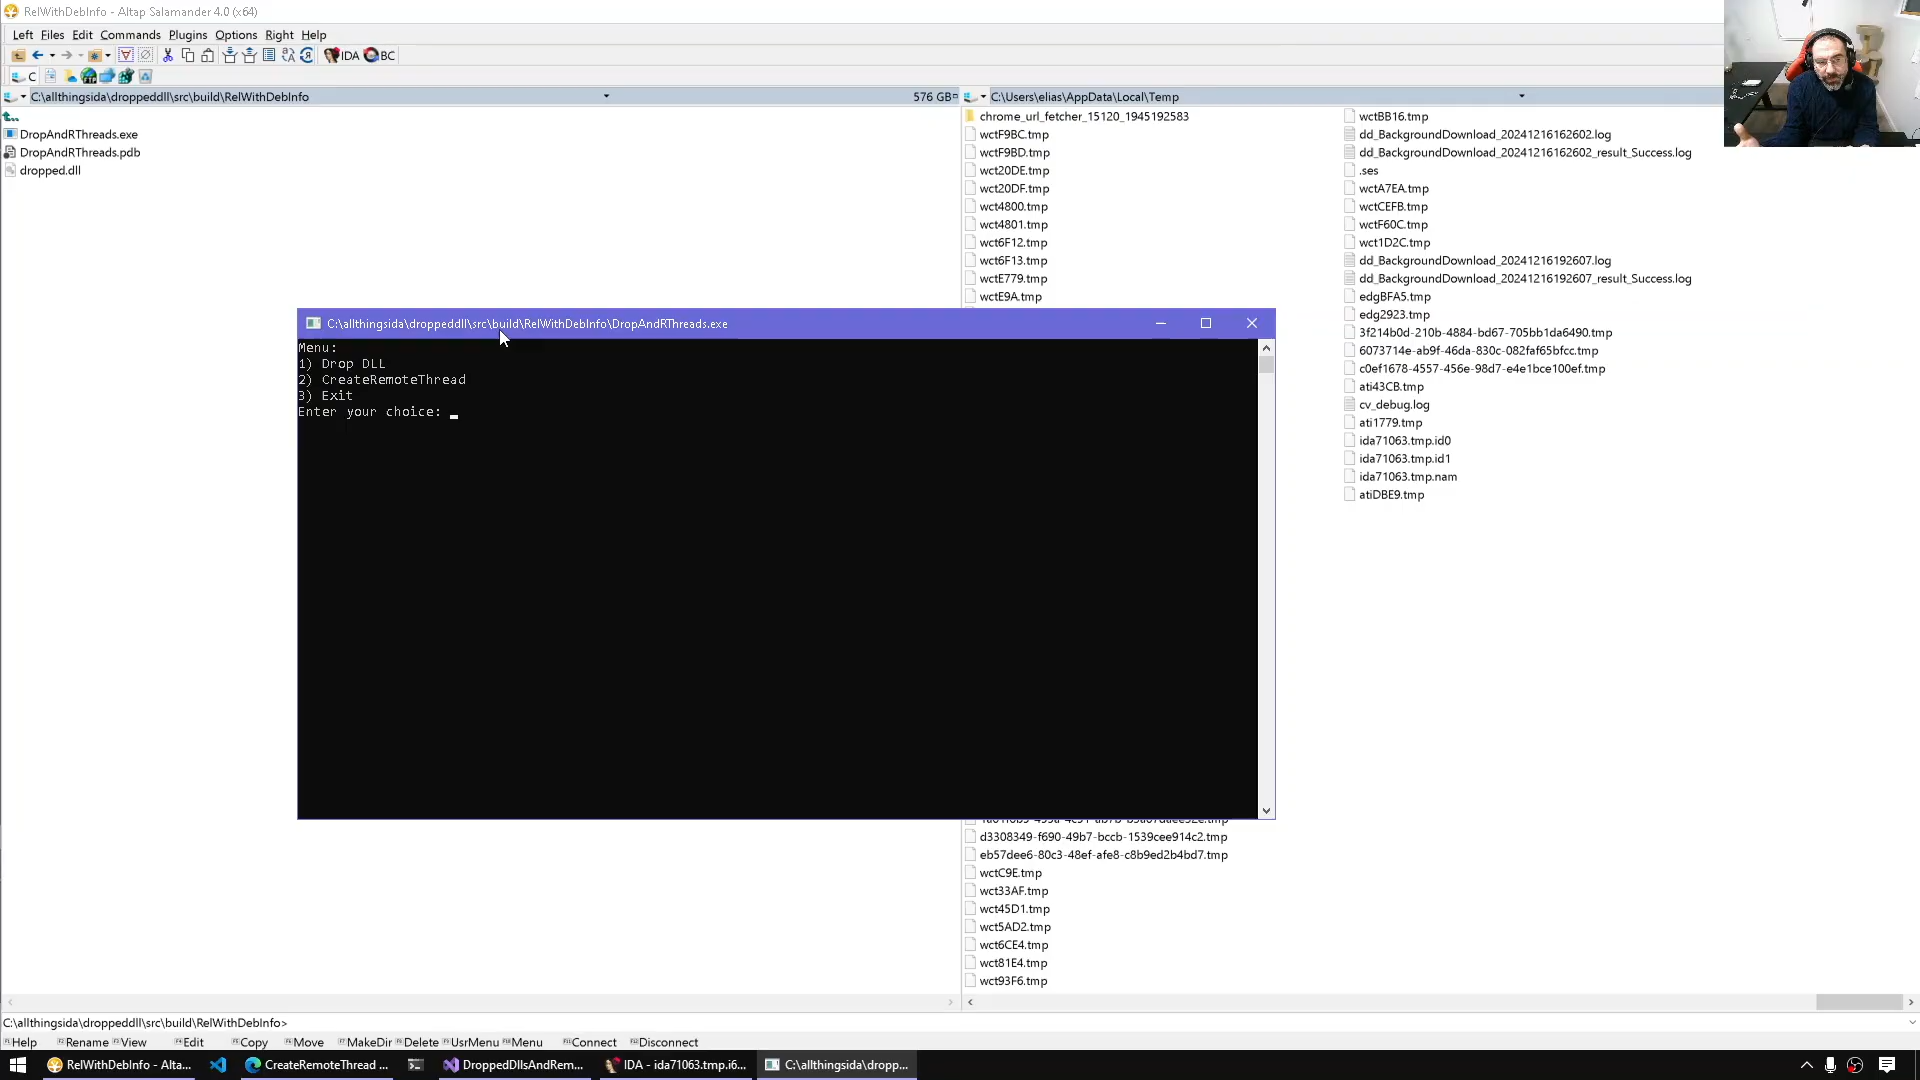 RelWithDebInfo - Altap Salamander 4.0 (x64)
Left Files Edit Commands Plugins Options Right Help
IDA BC
C
C:\allthingsida\droppeddll\src\build\RelWithDebInfo 576 GB
DropAndRThreads.exe
DropAndRThreads.pdb
dropped.dll
C:\Users\elias\AppData\Local\Temp
chrome_url_fetcher_15120_1945192583
wctF9BC.tmp
wctF9BD.tmp
wct20DE.tmp
wct20DF.tmp
wct4800.tmp
wct4801.tmp
wct6F12.tmp
wct6F13.tmp
wctE779.tmp
wctE9A.tmp
d3308349-f690-49b7-bccb-1539cee914c2.tmp
eb57dee6-80c3-48ef-afe8-c8b9ed2b4bd7.tmp
wctC9E.tmp
wct33AF.tmp
wct45D1.tmp
wct5AD2.tmp
wct6CE4.tmp
wct81E4.tmp
wct93F6.tmp
wctBB16.tmp
dd_BackgroundDownload_20241216162602.log
dd_BackgroundDownload_20241216162602_result_Success.log
.ses
wctA7EA.tmp
wctCEFB.tmp
wctF60C.tmp
wct1D2C.tmp
dd_BackgroundDownload_20241216192607.log
dd_BackgroundDownload_20241216192607_result_Success.log
edgBFA5.tmp
edg2923.tmp
3f214b0d-210b-4884-bd67-705bb1da6490.tmp
6073714e-ab9f-46da-830c-082faf65bfcc.tmp
c0ef1678-4557-456e-98d7-e4e1bce100ef.tmp
ati43CB.tmp
cv_debug.log
ati1779.tmp
ida71063.tmp.id0
ida71063.tmp.id1
ida71063.tmp.nam
atiDBE9.tmp
C:\allthingsida\droppeddll\src\build\RelWithDebInfo\DropAndRThreads.exe
Menu:
1) Drop DLL
2) CreateRemoteThread
3) Exit
Enter your choice:
C:\allthingsida\droppeddll\src\build\RelWithDebInfo>
Help Rename View Edit Copy Move MakeDir Delete UsrMenu Menu Connect Disconnect
RelWithDebInfo - Alta... CreateRemoteThread ... DroppedDllsAndRem... IDA - ida71063.tmp.i6... C:\allthingsida\dropp...